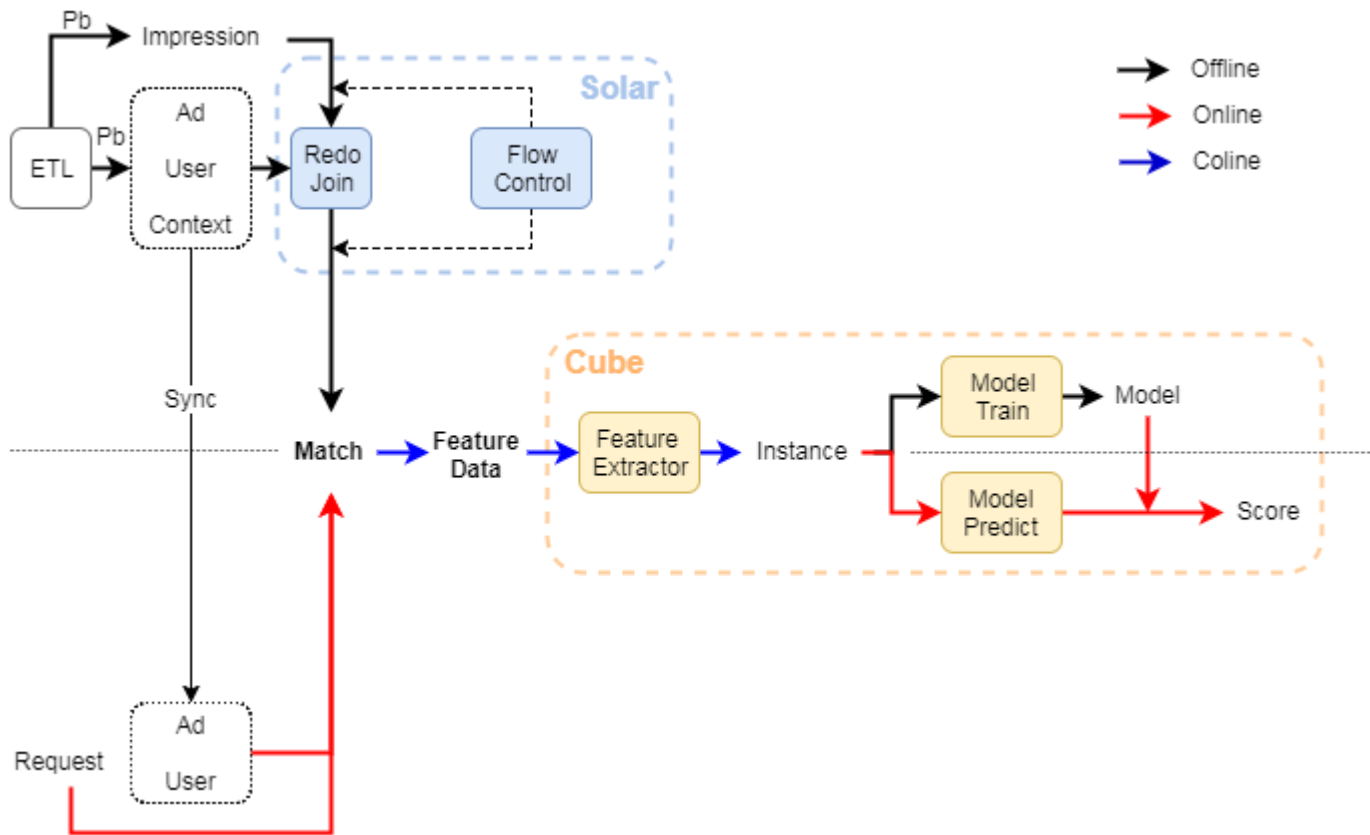 Pb
Impression
Solar
Offline
Online
Coline
ETL
Pb
Ad
User
Context
Redo
Join
Flow
Control
Sync
Cube
Match
Feature
Data
Feature
Extractor
Instance
Model
Train
Model
Model
Predict
Score
Request
Ad
User